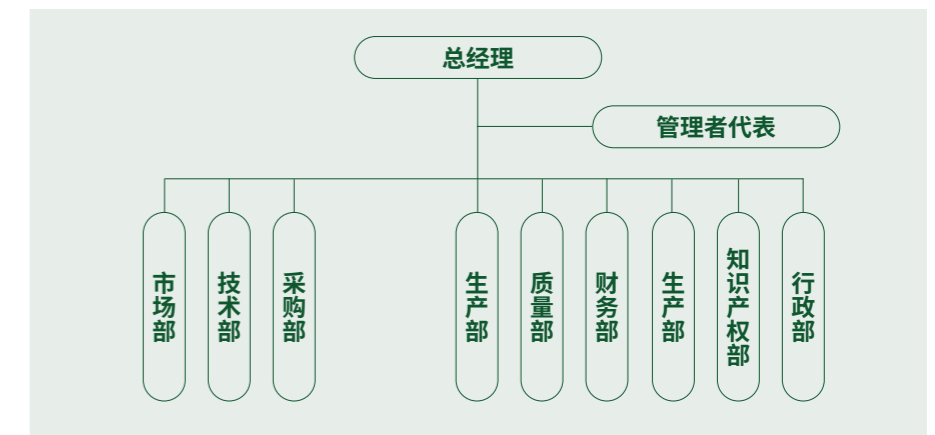 总经理
管理者代表
市场部
技术部
采购部
生产部
质量部
财务部
生产部
知识产权部
行政部